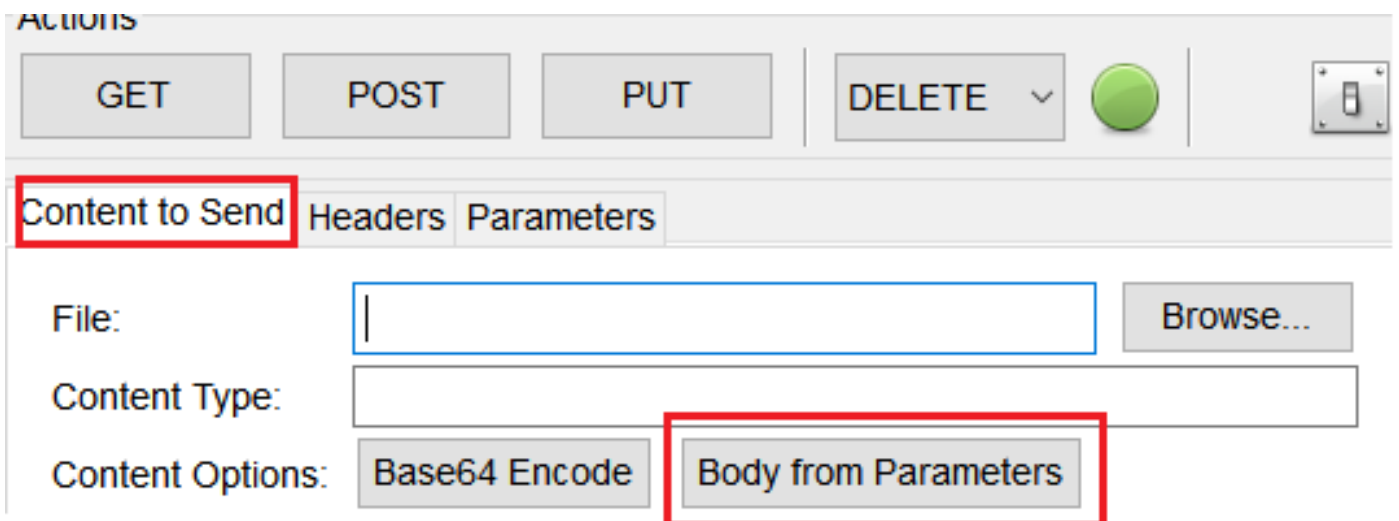 Actions
GET POST PUT DELETE
Content to Send Headers Parameters
File: Browse...
Content Type:
Content Options: Base64 Encode Body from Parameters